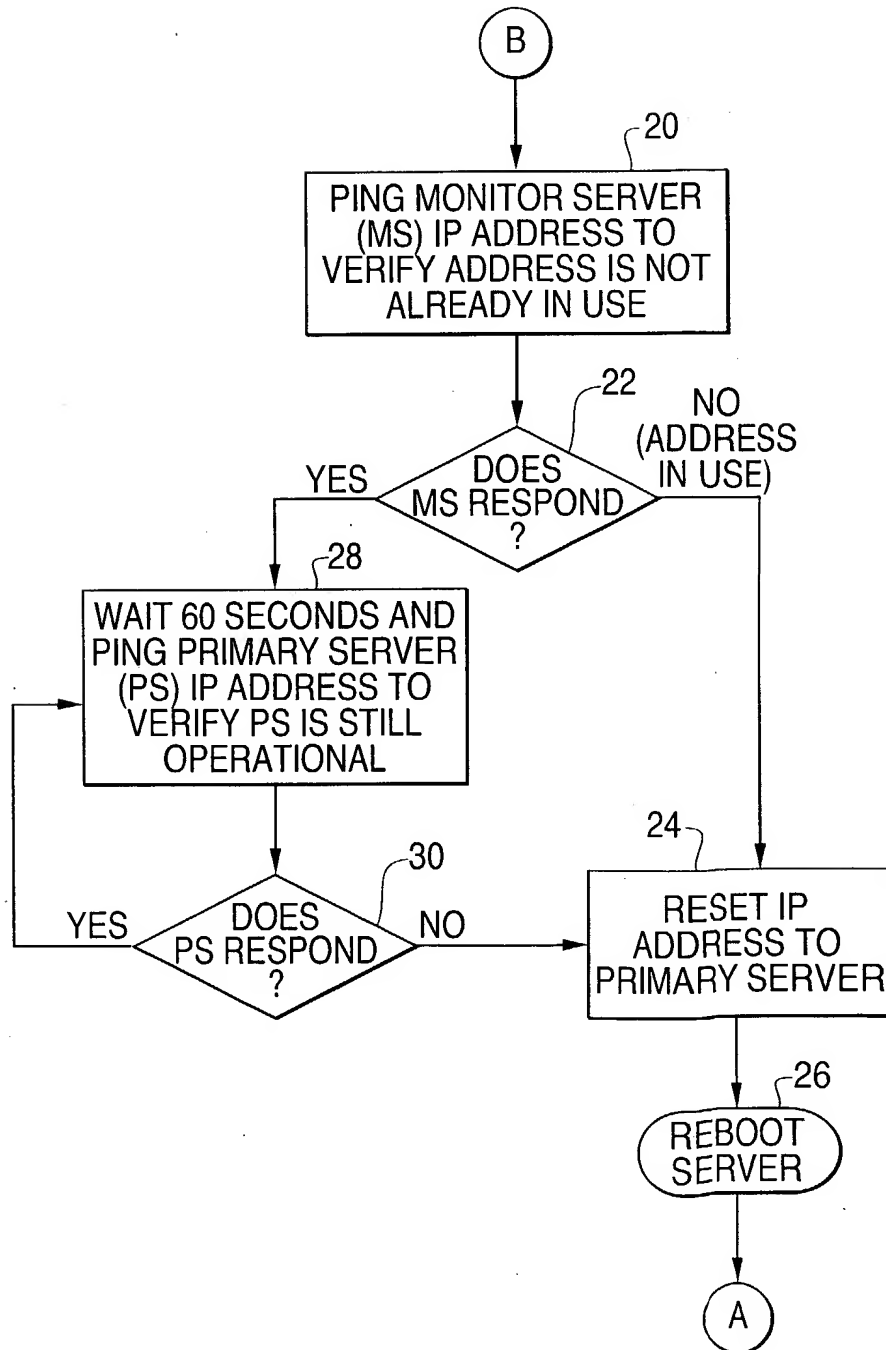 B
20
PING MONITOR SERVER
(MS) IP ADDRESS TO
VERIFY ADDRESS IS NOT
ALREADY IN USE
22
NO
(ADDRESS
IN USE)
YES
DOES
MS RESPOND
?
28
WAIT 60 SECONDS AND
PING PRIMARY SERVER
(PS) IP ADDRESS TO
VERIFY PS IS STILL
OPERATIONAL
30
YES
DOES
PS RESPOND
?
NO
24
RESET IP
ADDRESS TO
PRIMARY SERVER
26
REBOOT
SERVER
A